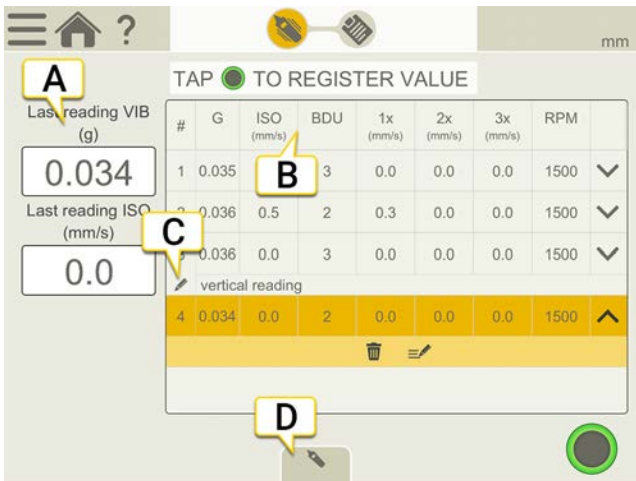 ?
mm
TAP TO REGISTER VALUE
A
Last reading VIB
(g)
0.034
Last reading ISO
(mm/s)
0.0
# G ISO (mm/s) BDU 1x (mm/s) 2x (mm/s) 3x (mm/s) RPM
B
1 0.035 3 0.0 0.0 0.0 1500
0.036 0.5 2 0.3 0.0 0.0 1500
C
0.036 0.0 3 0.0 0.0 0.0 1500
vertical reading
4 0.034 0.0 2 0.0 0.0 0.0 1500
D